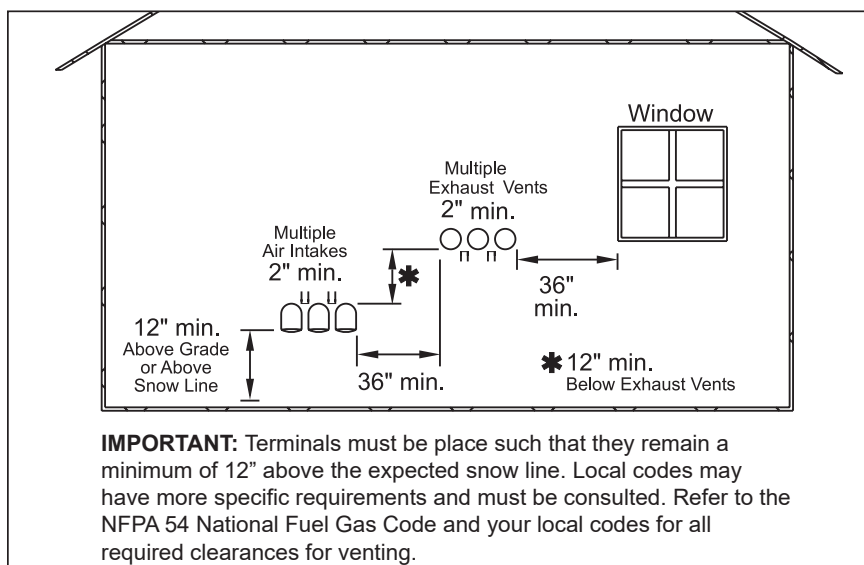 Window
Multiple
Exhaust Vents
2" min.
Multiple
Air Intakes
2" min.
✱
36"
min.
12" min.
Above Grade
or Above
Snow Line
36" min.
✱ 12" min.
Below Exhaust Vents
IMPORTANT: Terminals must be place such that they remain a
minimum of 12” above the expected snow line. Local codes may
have more specific requirements and must be consulted. Refer to the
NFPA 54 National Fuel Gas Code and your local codes for all
required clearances for venting.